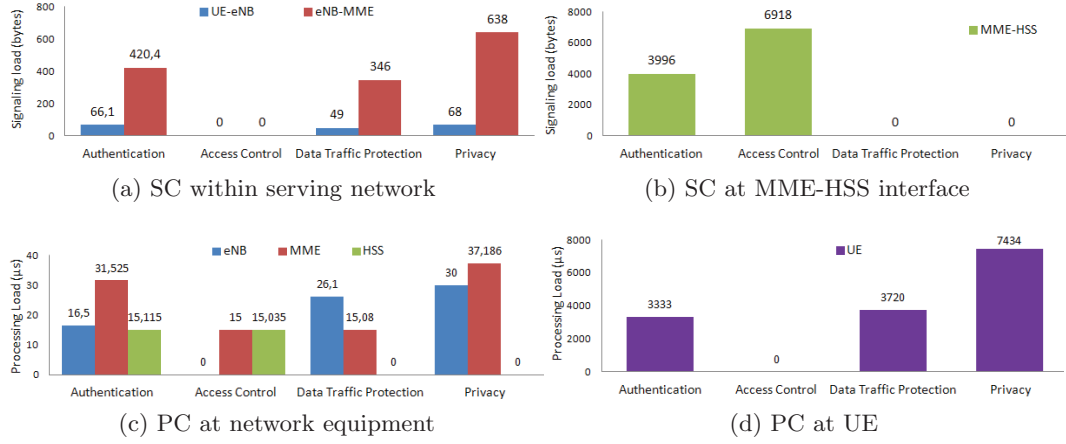 UE-eNB eNB-MME
Signaling load (bytes)
800
600
400
200
0
66,1 420,4 0 0 49 346 68 638
Authentication Access Control Data Traffic Protection Privacy
(a) SC within serving network
MME-HSS
Signaling load (bytes)
8000
6000
4000
2000
0
3996 6918 0 0
Authentication Access Control Data Traffic Protection Privacy
(b) SC at MME-HSS interface
eNB MME HSS
Processing Load (µs)
40
30
20
10
0
16,5 31,525 15,115 0 15 15,035 26,1 15,08 0 30 37,186 0
Authentication Access Control Data Traffic Protection Privacy
(c) PC at network equipment
UE
Processing Load (µs)
8000
6000
4000
2000
0
3333 0 3720 7434
Authentication Access Control Data Traffic Protection Privacy
(d) PC at UE